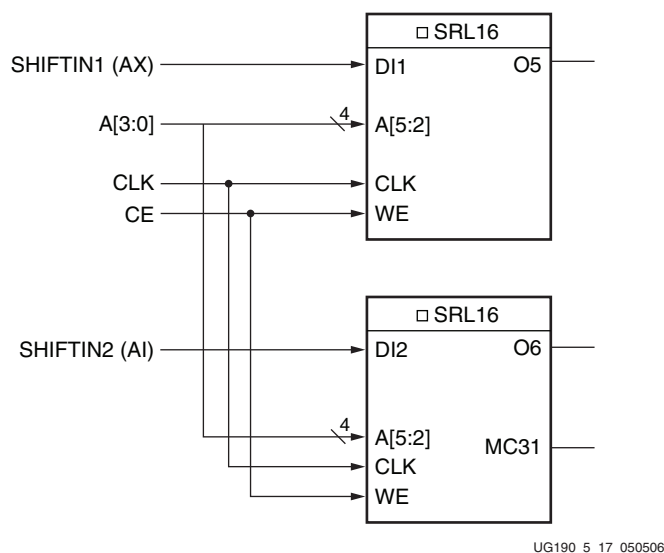 SRL16
SHIFTIN1 (AX)
DI1
O5
A[3:0]
4
A[5:2]
CLK
CLK
CE
WE
SRL16
SHIFTIN2 (AI)
DI2
O6
4
A[5:2]
MC31
CLK
WE
UG190_5_17_050506